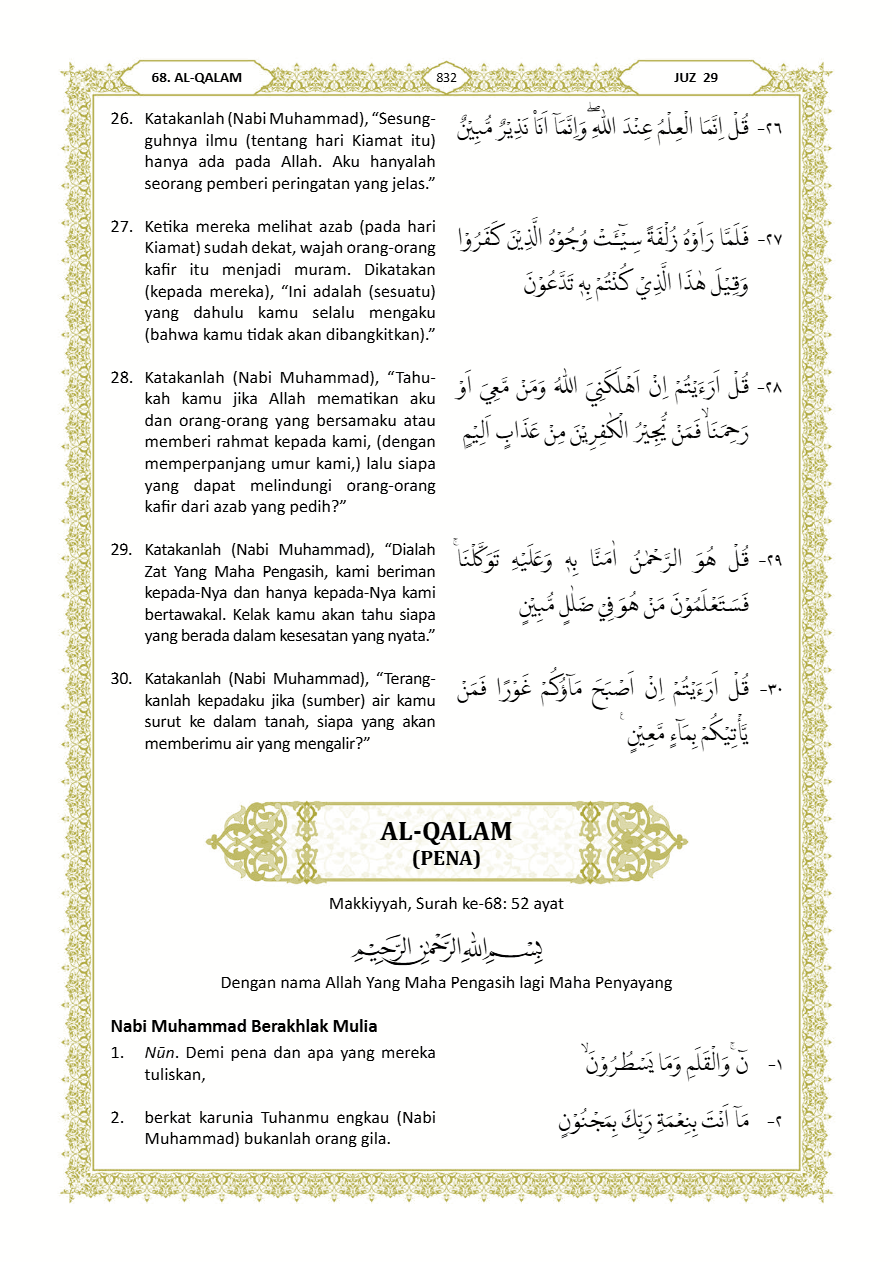 68. AL-QALAM
832
JUZ 29
26. Katakanlah (Nabi Muhammad), “Sesung-
guhnya ilmu (tentang hari Kiamat itu)
hanya ada pada Allah. Aku hanyalah
seorang pemberi peringatan yang jelas.”
٢٦- قُلْ اِنَّمَا الْعِلْمُ عِنْدَ اللّٰهِ ۖوَاِنَّمَآ اَنَا۠ نَذِيْرٌ مُّبِيْنٌ
27. Ketika mereka melihat azab (pada hari
Kiamat) sudah dekat, wajah orang-orang
kafir itu menjadi muram. Dikatakan
(kepada mereka), “Ini adalah (sesuatu)
yang dahulu kamu selalu mengaku
(bahwa kamu tidak akan dibangkitkan).”
٢٧- فَلَمَّا رَاَوْهُ زُلْفَةً سِيْۤـَٔتْ وُجُوْهُ الَّذِيْنَ كَفَرُوْا
وَقِيْلَ هٰذَا الَّذِيْ كُنْتُمْ بِهٖ تَدَّعُوْنَ
28. Katakanlah (Nabi Muhammad), “Tahu-
kah kamu jika Allah mematikan aku
dan orang-orang yang bersamaku atau
memberi rahmat kepada kami, (dengan
memperpanjang umur kami,) lalu siapa
yang dapat melindungi orang-orang
kafir dari azab yang pedih?”
٢٨- قُلْ اَرَءَيْتُمْ اِنْ اَهْلَكَنِيَ اللّٰهُ وَمَنْ مَّعِيَ اَوْ
رَحِمَنَاۙ فَمَنْ يُّجِيْرُ الْكٰفِرِيْنَ مِنْ عَذَابٍ اَلِيْمٍ
29. Katakanlah (Nabi Muhammad), “Dialah
Zat Yang Maha Pengasih, kami beriman
kepada-Nya dan hanya kepada-Nya kami
bertawakal. Kelak kamu akan tahu siapa
yang berada dalam kesesatan yang nyata.”
٢٩- قُلْ هُوَ الرَّحْمٰنُ اٰمَنَّا بِهٖ وَعَلَيْهِ تَوَكَّلْنَاۚ
فَسَتَعْلَمُوْنَ مَنْ هُوَ فِيْ ضَلٰلٍ مُّبِيْنٍ
30. Katakanlah (Nabi Muhammad), “Terang-
kanlah kepadaku jika (sumber) air kamu
surut ke dalam tanah, siapa yang akan
memberimu air yang mengalir?”
٣٠- قُلْ اَرَءَيْتُمْ اِنْ اَصْبَحَ مَاۤؤُكُمْ غَوْرًا فَمَنْ
يَّأْتِيْكُمْ بِمَاۤءٍ مَّعِيْنٍ ۚ
AL-QALAM
(PENA)
Makkiyyah, Surah ke-68: 52 ayat
بِسْمِ اللّٰهِ الرَّحْمٰنِ الرَّحِيْمِ
Dengan nama Allah Yang Maha Pengasih lagi Maha Penyayang
Nabi Muhammad Berakhlak Mulia
1. Nūn. Demi pena dan apa yang mereka
tuliskan,
١- نۤ ۚوَالْقَلَمِ وَمَا يَسْطُرُوْنَۙ
2. berkat karunia Tuhanmu engkau (Nabi
Muhammad) bukanlah orang gila.
٢- مَآ اَنْتَ بِنِعْمَةِ رَبِّكَ بِمَجْنُوْنٍ